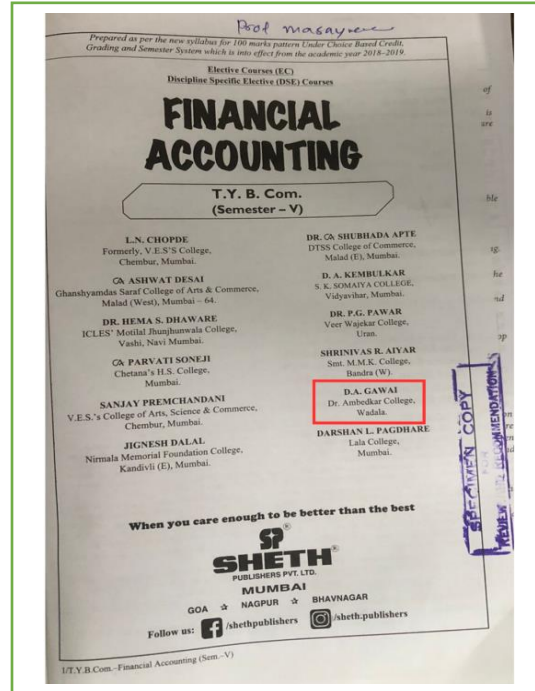 Prof masayree
Prepared as per the new syllabus for 100 marks pattern Under Choice Based Credit,
Grading and Semester System which is into effect from the academic year 2018–2019.
Elective Courses (EC)
Discipline Specific Elective (DSE) Courses
FINANCIAL
ACCOUNTING
T.Y. B. Com.
(Semester – V)
L.N. CHOPDE
Formerly, V.E.S'S College,
Chembur, Mumbai.
CA ASHWAT DESAI
Ghanshyamdas Saraf College of Arts & Commerce,
Malad (West), Mumbai – 64.
DR. HEMA S. DHAWARE
ICLES' Motilal Jhunjhunwala College,
Vashi, Navi Mumbai.
CA PARVATI SONEJI
Chetana's H.S. College,
Mumbai.
SANJAY PREMCHANDANI
V.E.S.'s College of Arts, Science & Commerce,
Chembur, Mumbai.
JIGNESH DALAL
Nirmala Memorial Foundation College,
Kandivli (E), Mumbai.
DR. CA SHUBHADA APTE
DTSS College of Commerce,
Malad (E), Mumbai.
D. A. KEMBULKAR
S. K. SOMAIYA COLLEGE,
Vidyavihar, Mumbai.
DR. P.G. PAWAR
Veer Wajekar College,
Uran.
SHRINIVAS R. AIYAR
Smt. M.M.K. College,
Bandra (W).
D.A. GAWAI
Dr. Ambedkar College,
Wadala.
DARSHAN L. PAGDHARE
Lala College,
Mumbai.
SPECIMEN COPY
FOR
REVIEW AND RECOMMENDATION
When you care enough to be better than the best
SP®
SHETH®
PUBLISHERS PVT. LTD.
MUMBAI
GOA ☆ NAGPUR ☆ BHAVNAGAR
Follow us: /shethpublishers /sheth.publishers
1/T.Y.B.Com.–Financial Accounting (Sem.–V)